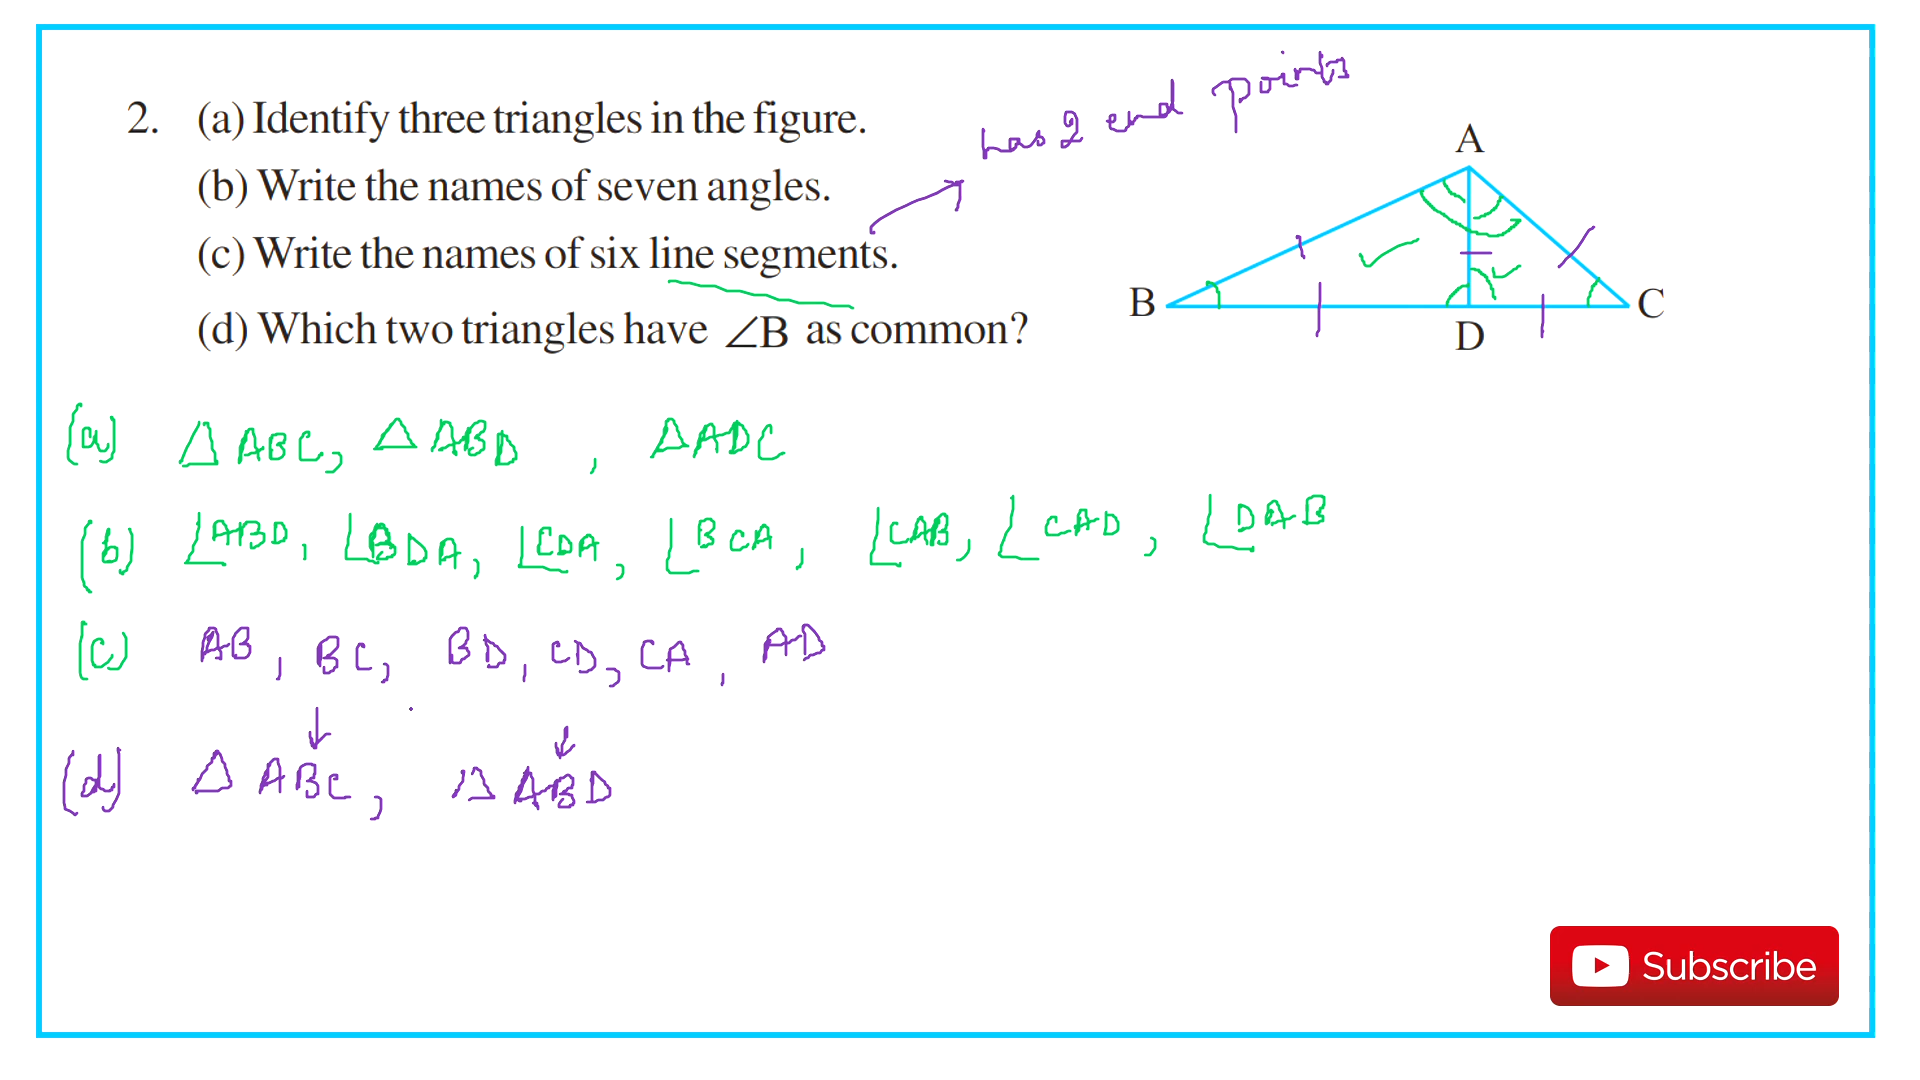 has 2 end points
2. (a) Identify three triangles in the figure.
(b) Write the names of seven angles.
(c) Write the names of six line segments.
(d) Which two triangles have ∠B as common?
A
B
D
C
(a) △ ABC, △ ABD, △ADC
(b) ∠ABD, ∠BDA, ∠CDA, ∠BCA, ∠CAB, ∠CAD, ∠DAB
(c) AB, BC, BD, CD, CA, AD
(d) △ ABC, △ ABD
Subscribe